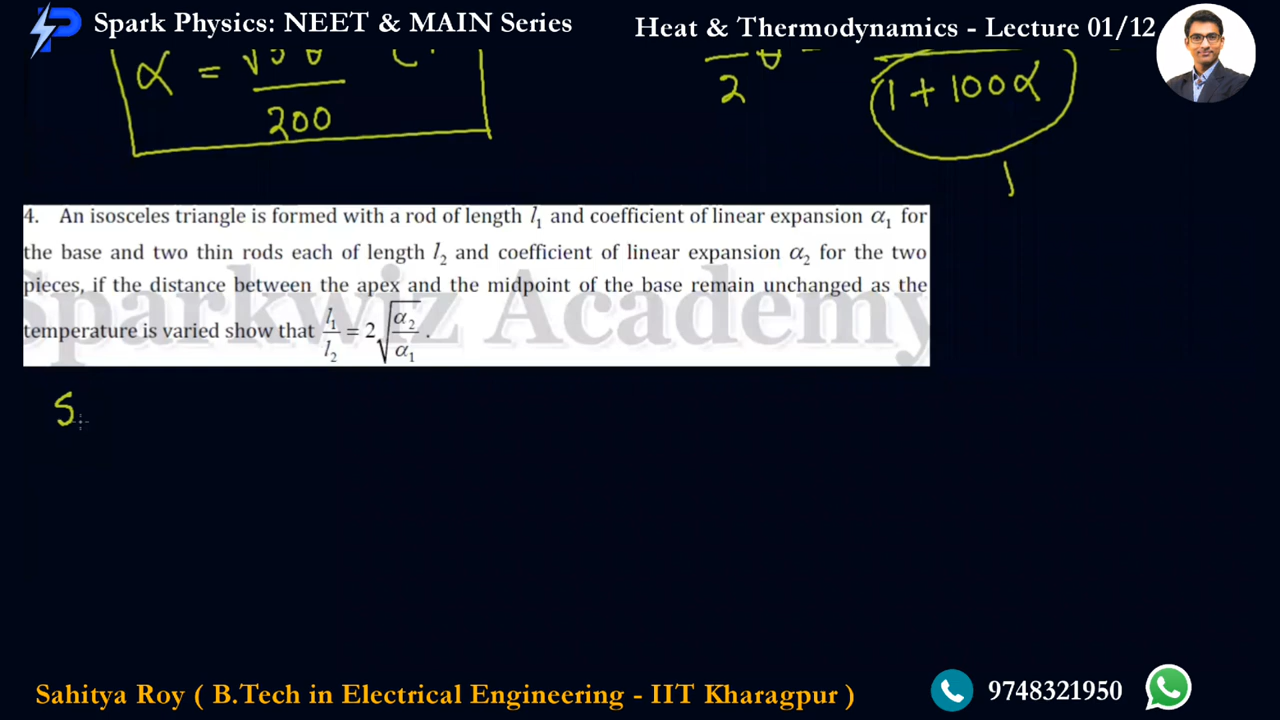 Spark Physics: NEET & MAIN Series
Heat & Thermodynamics - Lecture 01/12
α =
200
2
1 + 100α
4. An isosceles triangle is formed with a rod of length l₁ and coefficient of linear expansion α₁ for
the base and two thin rods each of length l₂ and coefficient of linear expansion α₂ for the two
pieces, if the distance between the apex and the midpoint of the base remain unchanged as the
temperature is varied show that l₁/l₂ = 2√(α₂/α₁) .
Sparkwiz Academy
S
Sahitya Roy ( B.Tech in Electrical Engineering - IIT Kharagpur )
9748321950